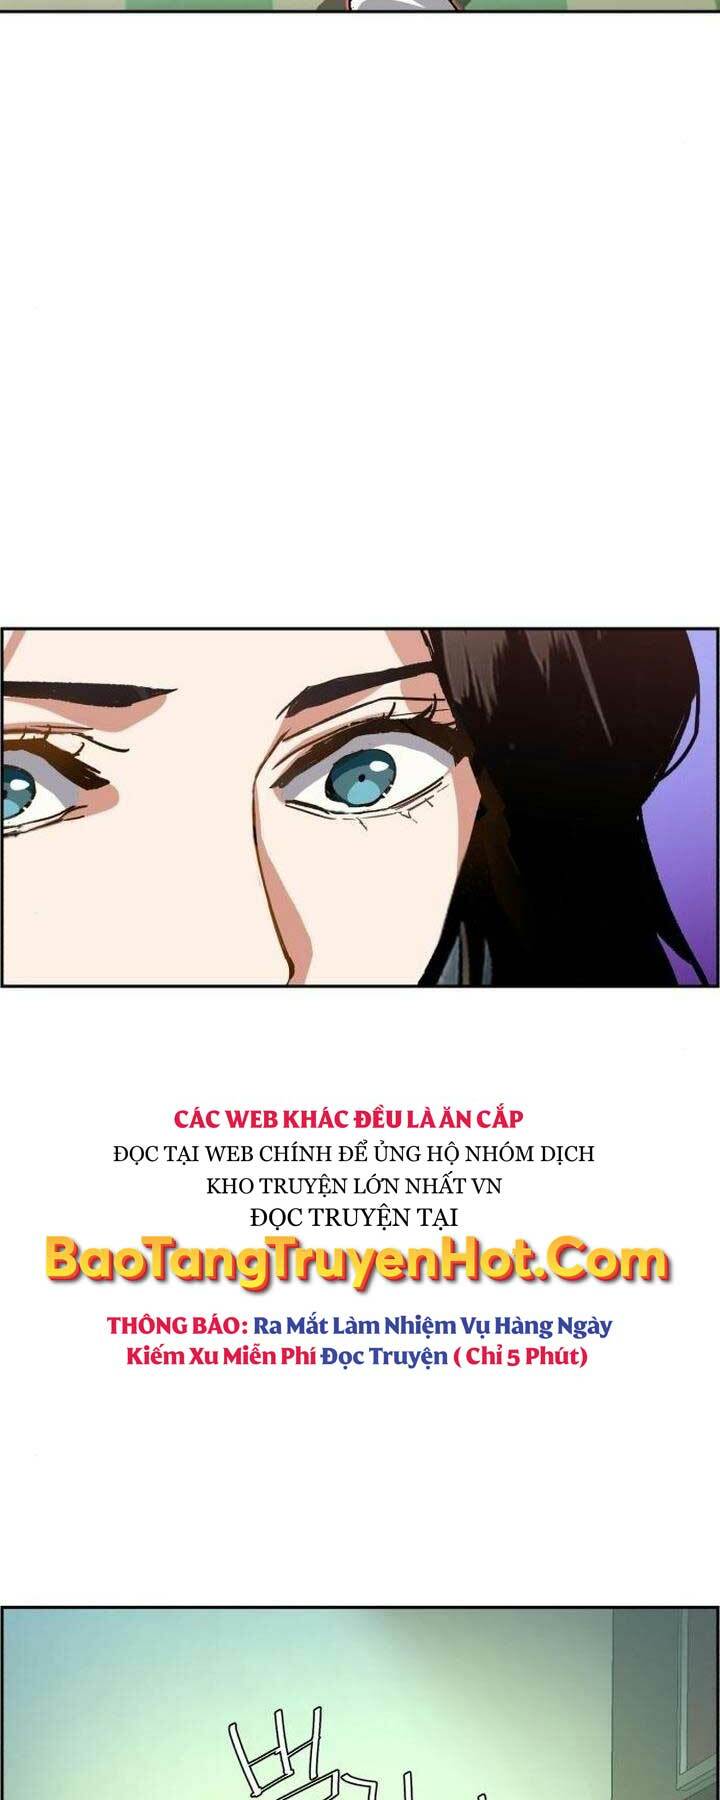 CÁC WEB KHÁC ĐỀU LÀ ĂN CẮP
ĐỌC TẠI WEB CHÍNH ĐỂ ỦNG HỘ NHÓM DỊCH
KHO TRUYỆN LỚN NHẤT VN
ĐỌC TRUYỆN TẠI
BaoTangTruyenHot.Com
THÔNG BÁO: Ra Mắt Làm Nhiệm Vụ Hàng Ngày
Kiếm Xu Miễn Phí Đọc Truyện ( Chỉ 5 Phút)